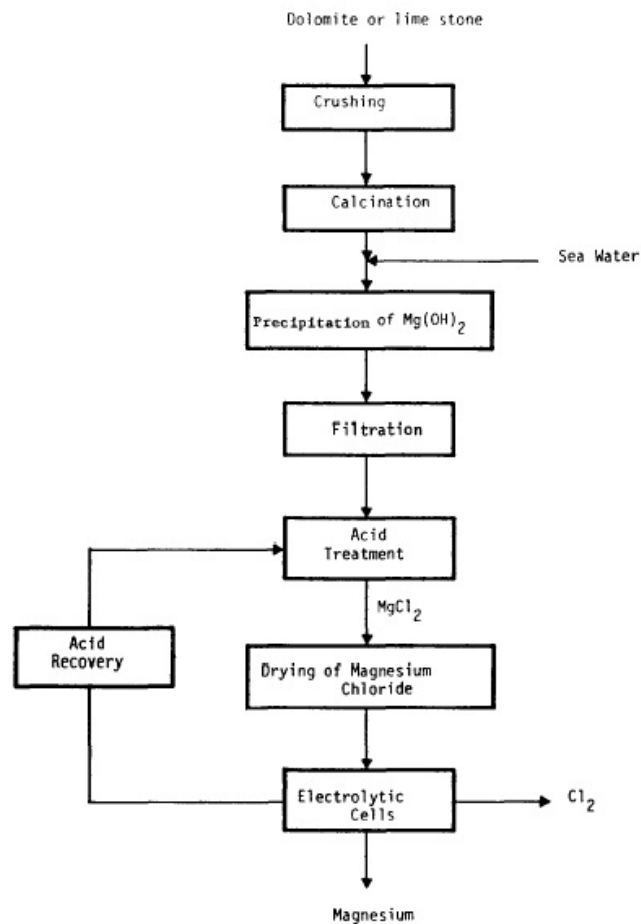 Dolomite or lime stone
Crushing
Calcination
Sea Water
Precipitation of Mg(OH)2
Filtration
Acid
Treatment
MgCl2
Acid
Recovery
Drying of Magnesium
Chloride
Electrolytic
Cells
Cl2
Magnesium